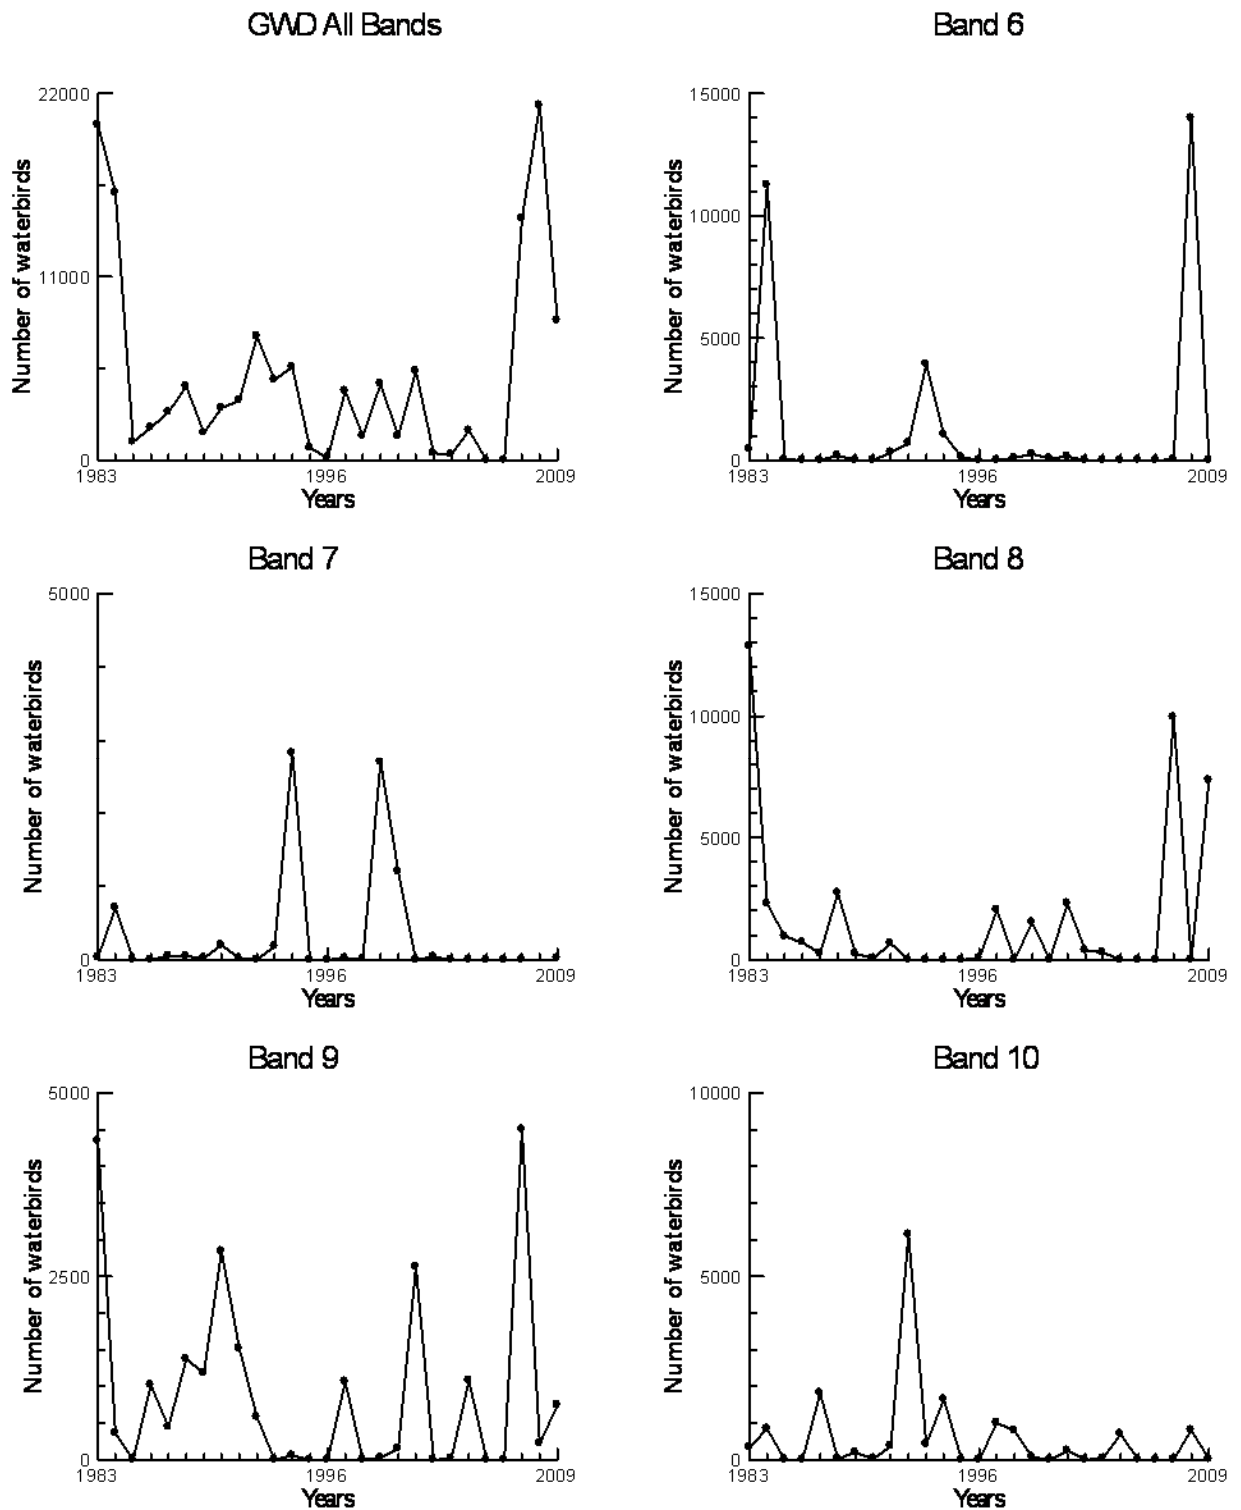 GWD All Bands
Number of waterbirds
22000
11000
0
1983
1996
2009
Years
Band 6
Number of waterbirds
15000
10000
5000
0
1983
1996
2009
Years
Band 7
Number of waterbirds
5000
0
1983
1996
2009
Years
Band 8
Number of waterbirds
15000
10000
5000
0
1983
1996
2009
Years
Band 9
Number of waterbirds
5000
2500
0
1983
1996
2009
Years
Band 10
Number of waterbirds
10000
5000
0
1983
1996
2009
Years